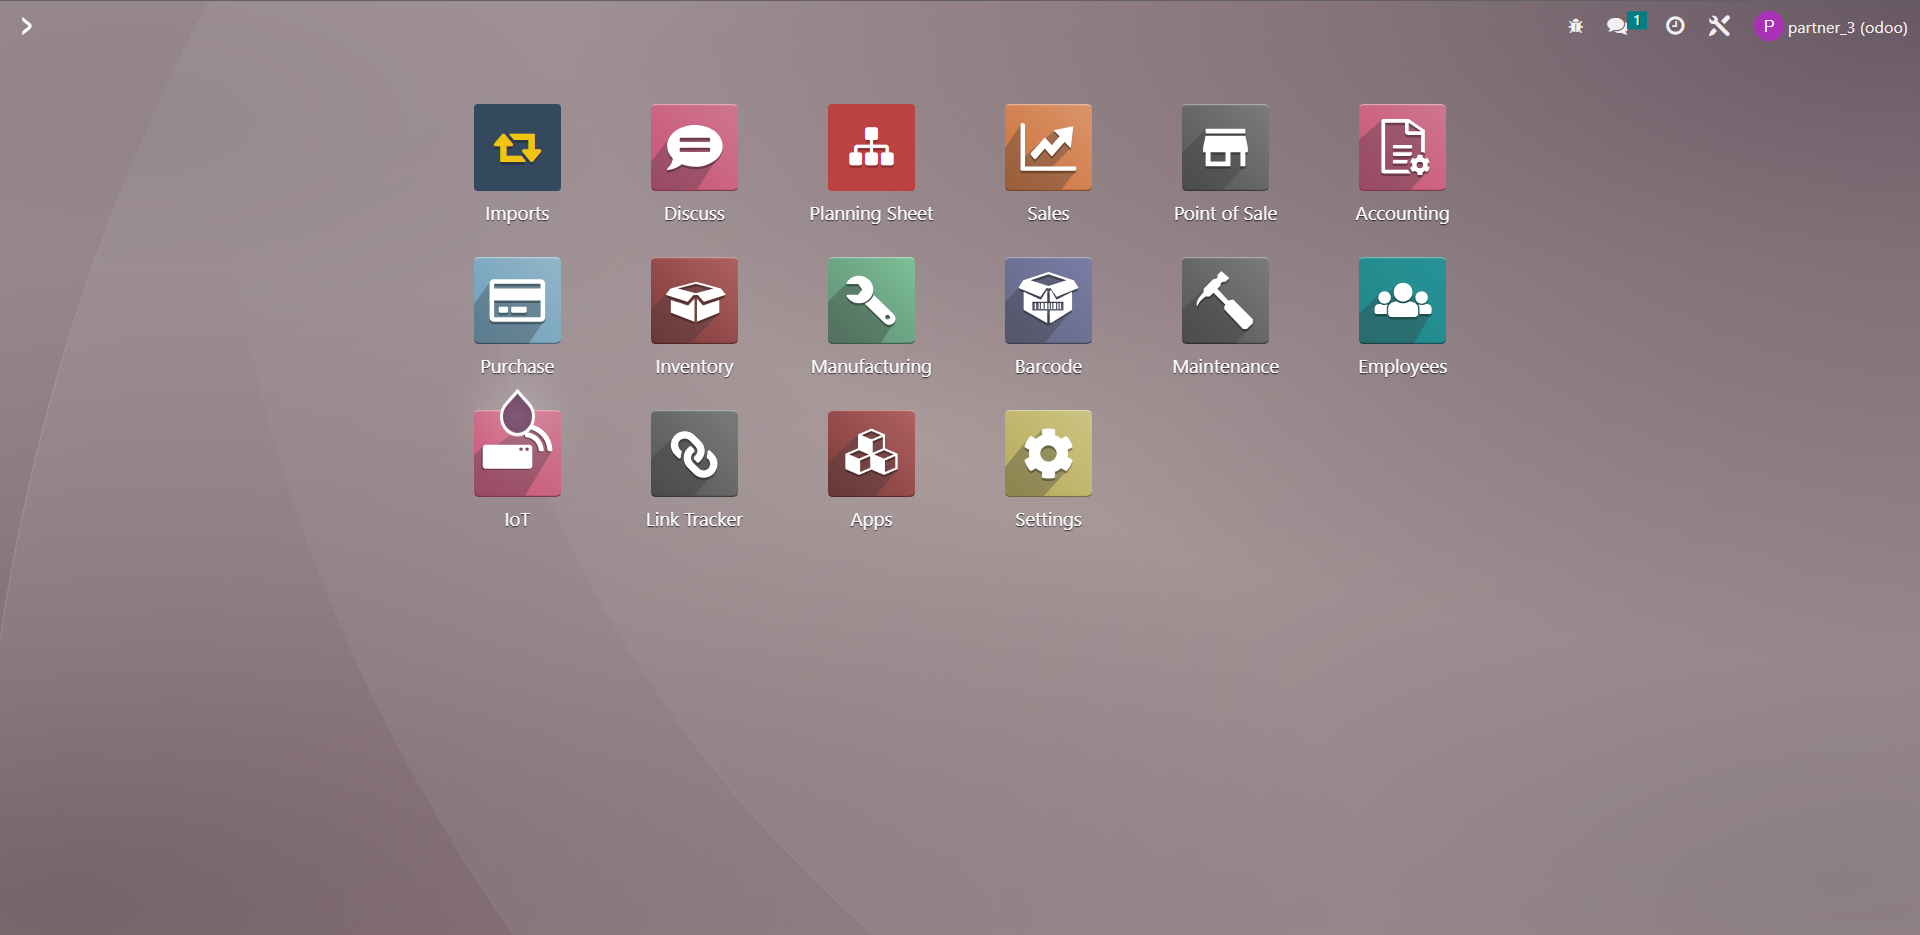 1
P partner_3 (odoo)
Imports
Discuss
Planning Sheet
Sales
Point of Sale
Accounting
Purchase
Inventory
Manufacturing
Barcode
Maintenance
Employees
IoT
Link Tracker
Apps
Settings